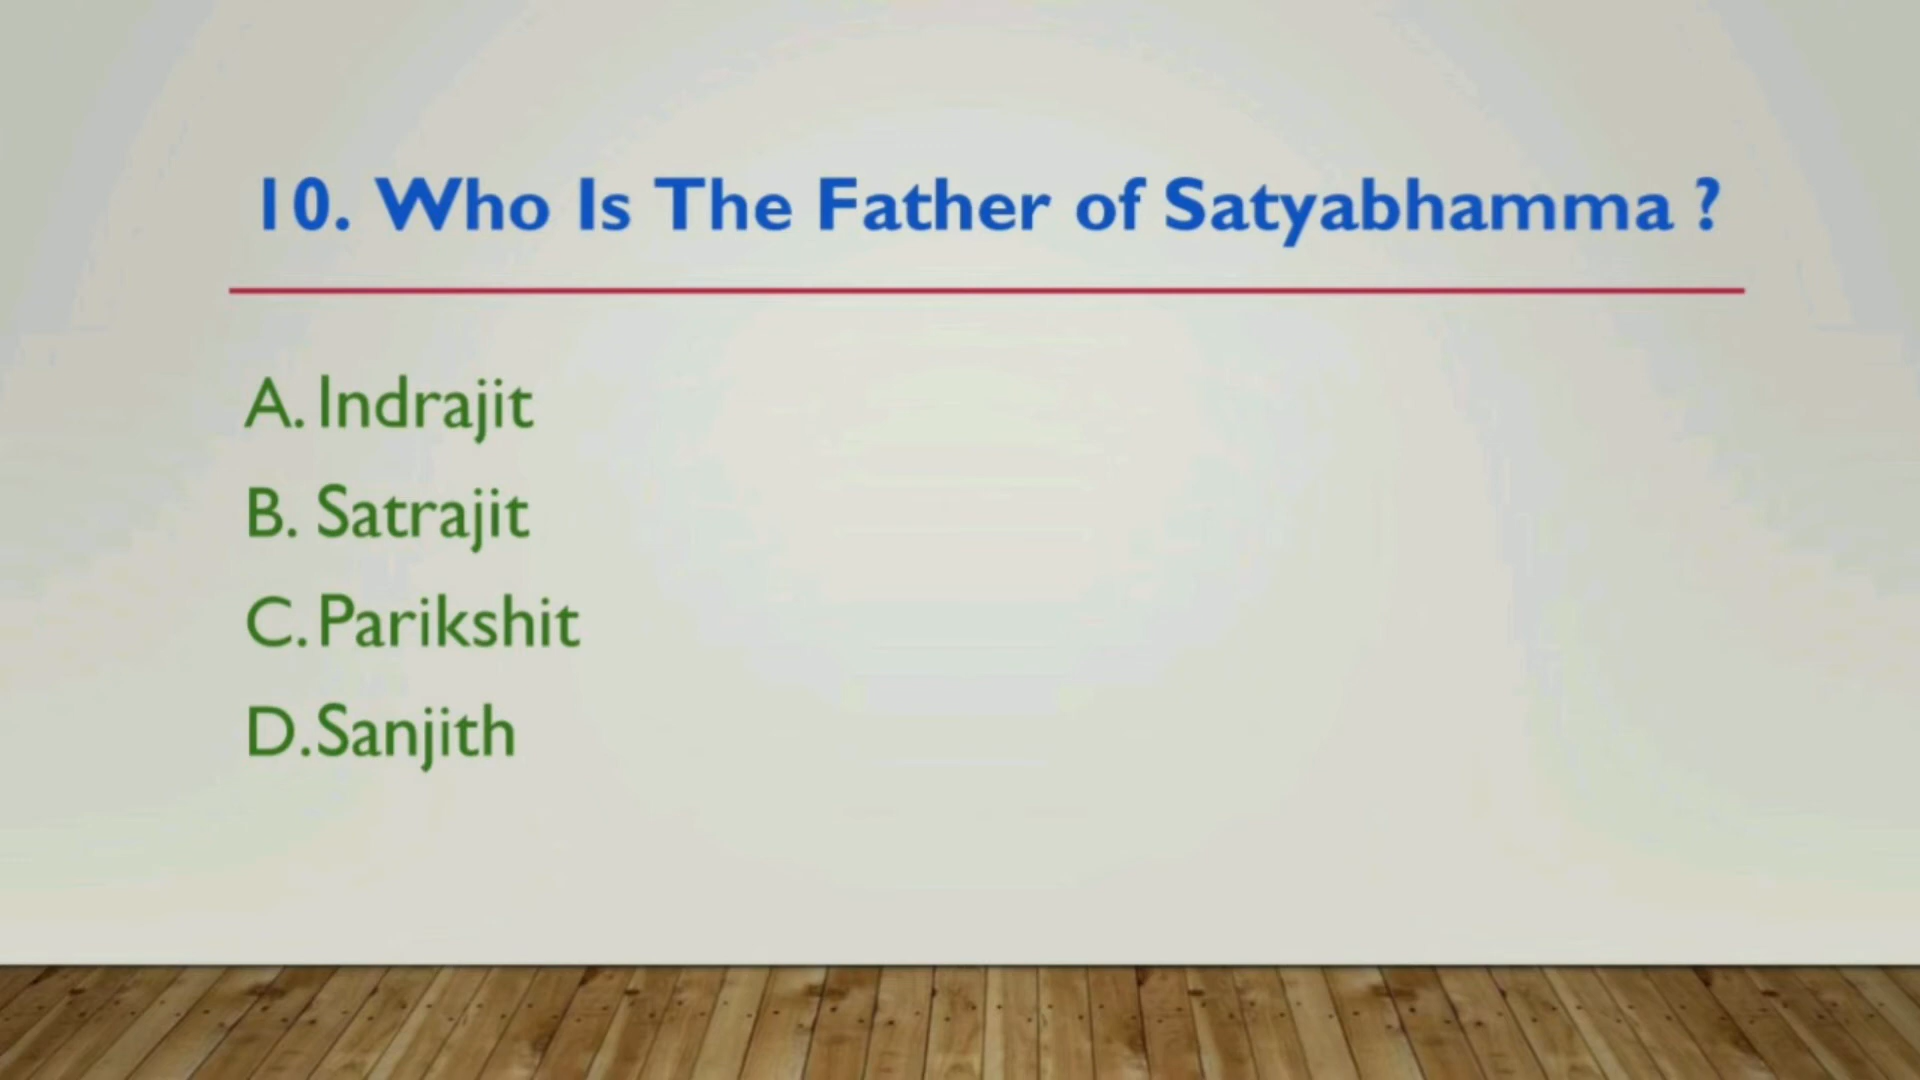 10. Who Is The Father of Satyabhamma ?
A. Indrajit
B. Satrajit
C. Parikshit
D. Sanjith